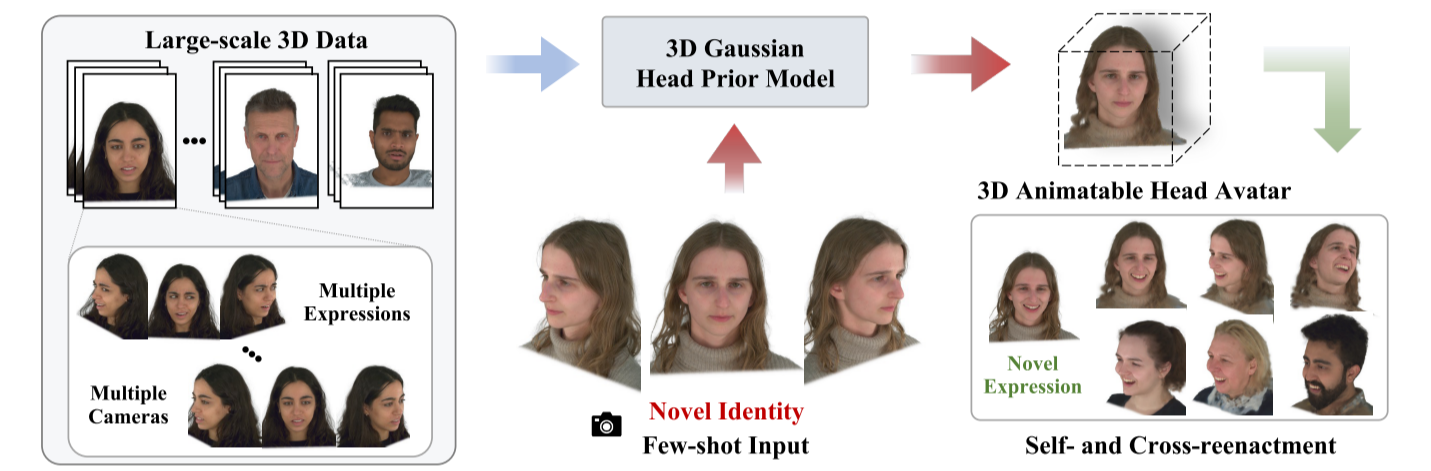 Large-scale 3D Data
Multiple
Expressions
Multiple
Cameras
3D Gaussian
Head Prior Model
Novel Identity
Few-shot Input
3D Animatable Head Avatar
Novel
Expression
Self- and Cross-reenactment